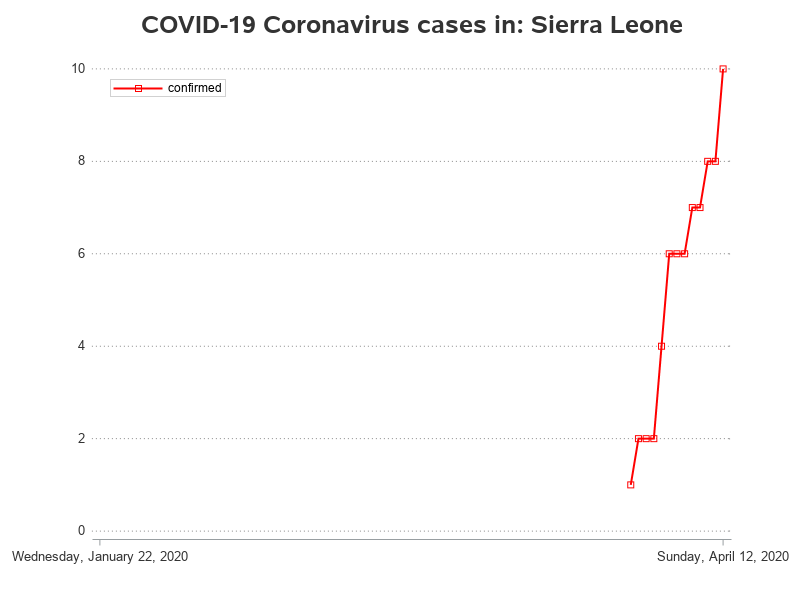 COVID-19 Coronavirus cases in: Sierra Leone
10
confirmed
8
6
4
2
0
Wednesday, January 22, 2020 Sunday, April 12, 2020